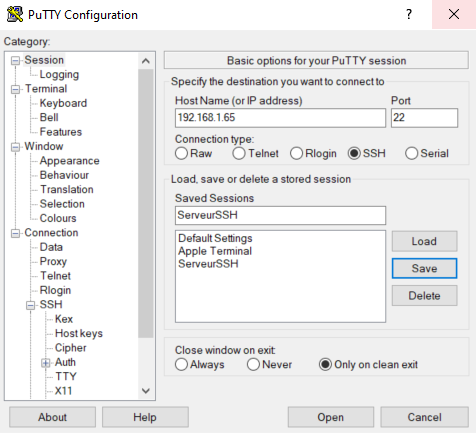 PuTTY Configuration
?
Category:
Session
Logging
Terminal
Keyboard
Bell
Features
Window
Appearance
Behaviour
Translation
Selection
Colours
Connection
Data
Proxy
Telnet
Rlogin
SSH
Kex
Host keys
Cipher
Auth
TTY
X11
Basic options for your PuTTY session
Specify the destination you want to connect to
Host Name (or IP address) Port
192.168.1.65 22
Connection type:
Raw Telnet Rlogin SSH Serial
Load, save or delete a stored session
Saved Sessions
ServeurSSH
Default Settings
Apple Terminal
ServeurSSH
Load
Save
Delete
Close window on exit:
Always Never Only on clean exit
About Help Open Cancel